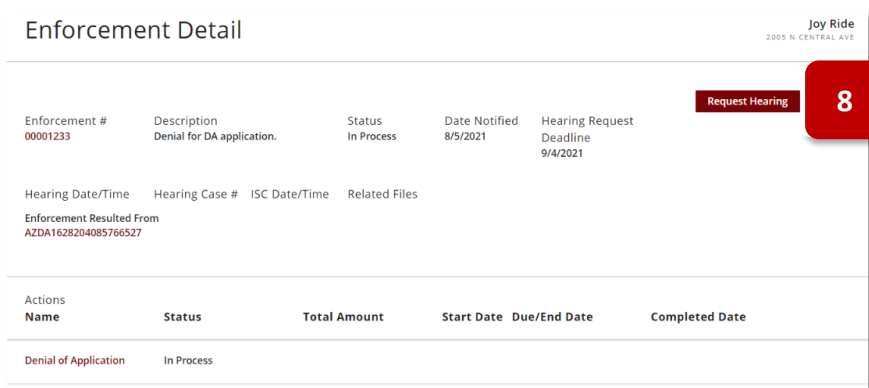 Enforcement Detail
Joy Ride
2005 N CENTRAL AVE
Request Hearing
8
Enforcement # Description Status Date Notified Hearing Request Deadline
00001233 Denial for DA application. In Process 8/5/2021 9/4/2021
Hearing Date/Time Hearing Case # ISC Date/Time Related Files
Enforcement Resulted From
AZDA1628204085766527
Actions
Name Status Total Amount Start Date Due/End Date Completed Date
Denial of Application In Process